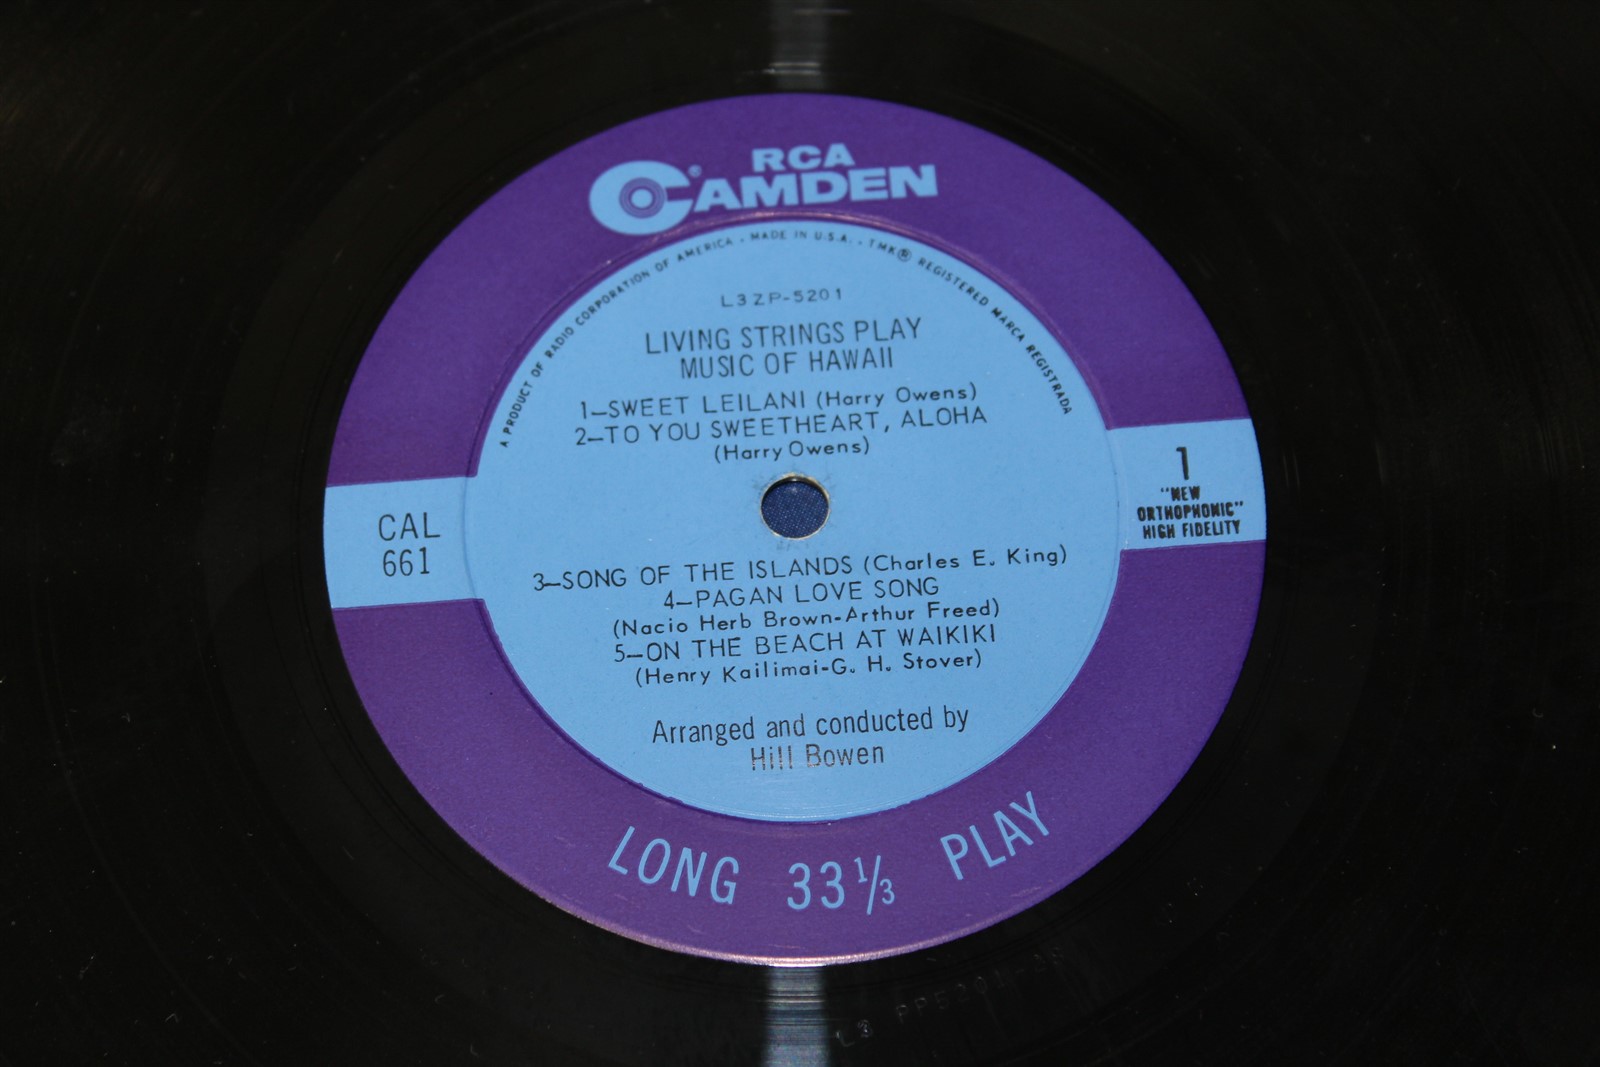 RCA
CAMDEN®
A PRODUCT OF RADIO CORPORATION OF AMERICA • MADE IN U.S.A. • TMK® REGISTERED MARCA REGISTRADA
L3ZP-5201
LIVING STRINGS PLAY
MUSIC OF HAWAII
1—SWEET LEILANI (Harry Owens)
2—TO YOU SWEETHEART, ALOHA
(Harry Owens)
CAL
661
1
"NEW
ORTHOPHONIC"
HIGH FIDELITY
3—SONG OF THE ISLANDS (Charles E. King)
4—PAGAN LOVE SONG
(Nacio Herb Brown-Arthur Freed)
5—ON THE BEACH AT WAIKIKI
(Henry Kailimai-G. H. Stover)
Arranged and conducted by
Hill Bowen
LONG 33⅓ PLAY